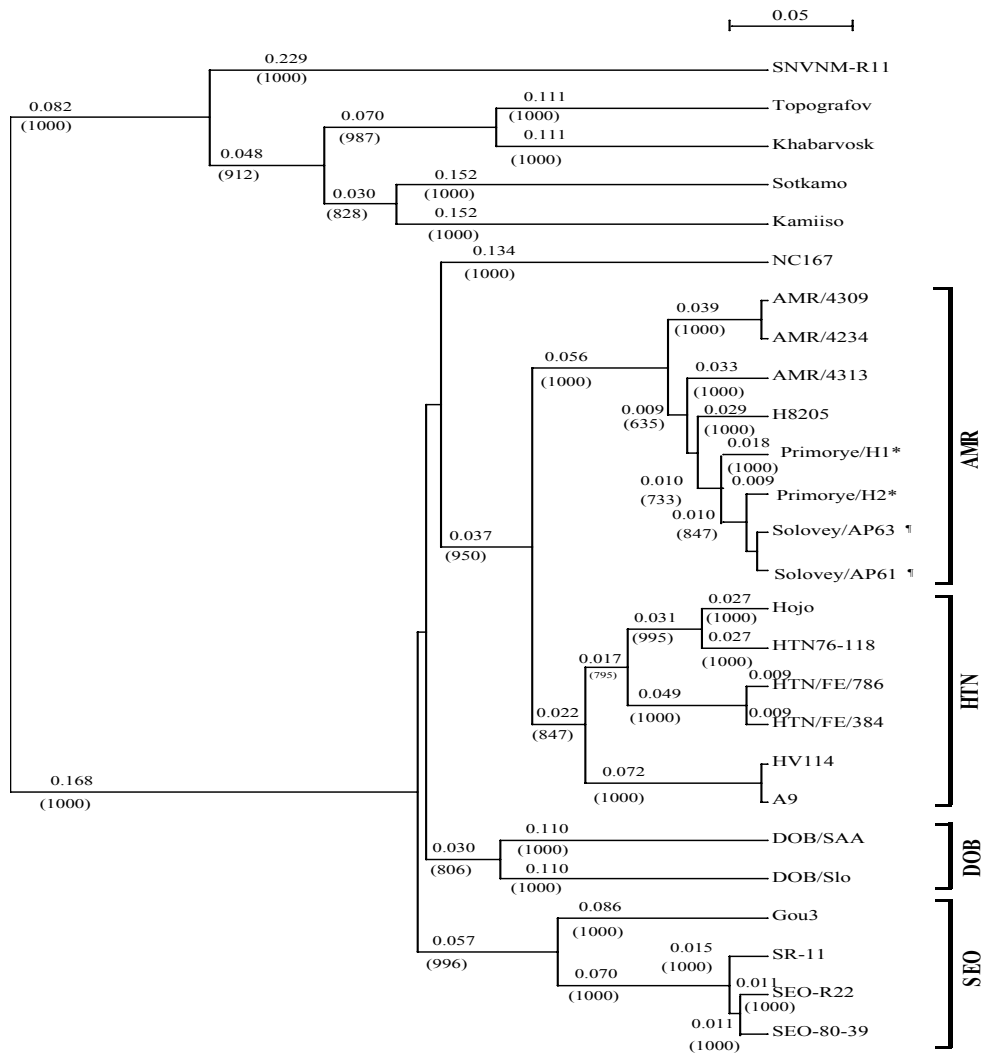 0.05
0.229
(1000)
SNVNM-R11
0.082
(1000)
0.111
(1000)
Topografov
0.070
(987)
0.111
(1000)
Khabarvosk
0.048
(912)
0.152
(1000)
Sotkamo
0.030
(828)
0.152
(1000)
Kamiiso
0.134
(1000)
NC167
AMR/4309
0.039
(1000)
AMR/4234
0.056
(1000)
0.033
(1000)
AMR/4313
0.009
(635)
0.029
(1000)
H8205
0.018
(1000)
Primorye/H1*
0.010
(733)
0.009
Primorye/H2*
0.010
(847)
Solovey/AP63 ¶
Solovey/AP61 ¶
AMR
0.037
(950)
0.027
(1000)
Hojo
0.031
(995)
0.027
(1000)
HTN76-118
0.017
(795)
0.009
HTN/FE/786
0.049
(1000)
0.009
HTN/FE/384
0.022
(847)
HV114
0.072
(1000)
A9
HTN
0.168
(1000)
0.110
(1000)
DOB/SAA
0.030
(806)
0.110
(1000)
DOB/Slo
DOB
0.086
(1000)
Gou3
0.057
(996)
0.015
(1000)
SR-11
0.070
(1000)
0.011
(1000)
SEO-R22
0.011
(1000)
SEO-80-39
SEO